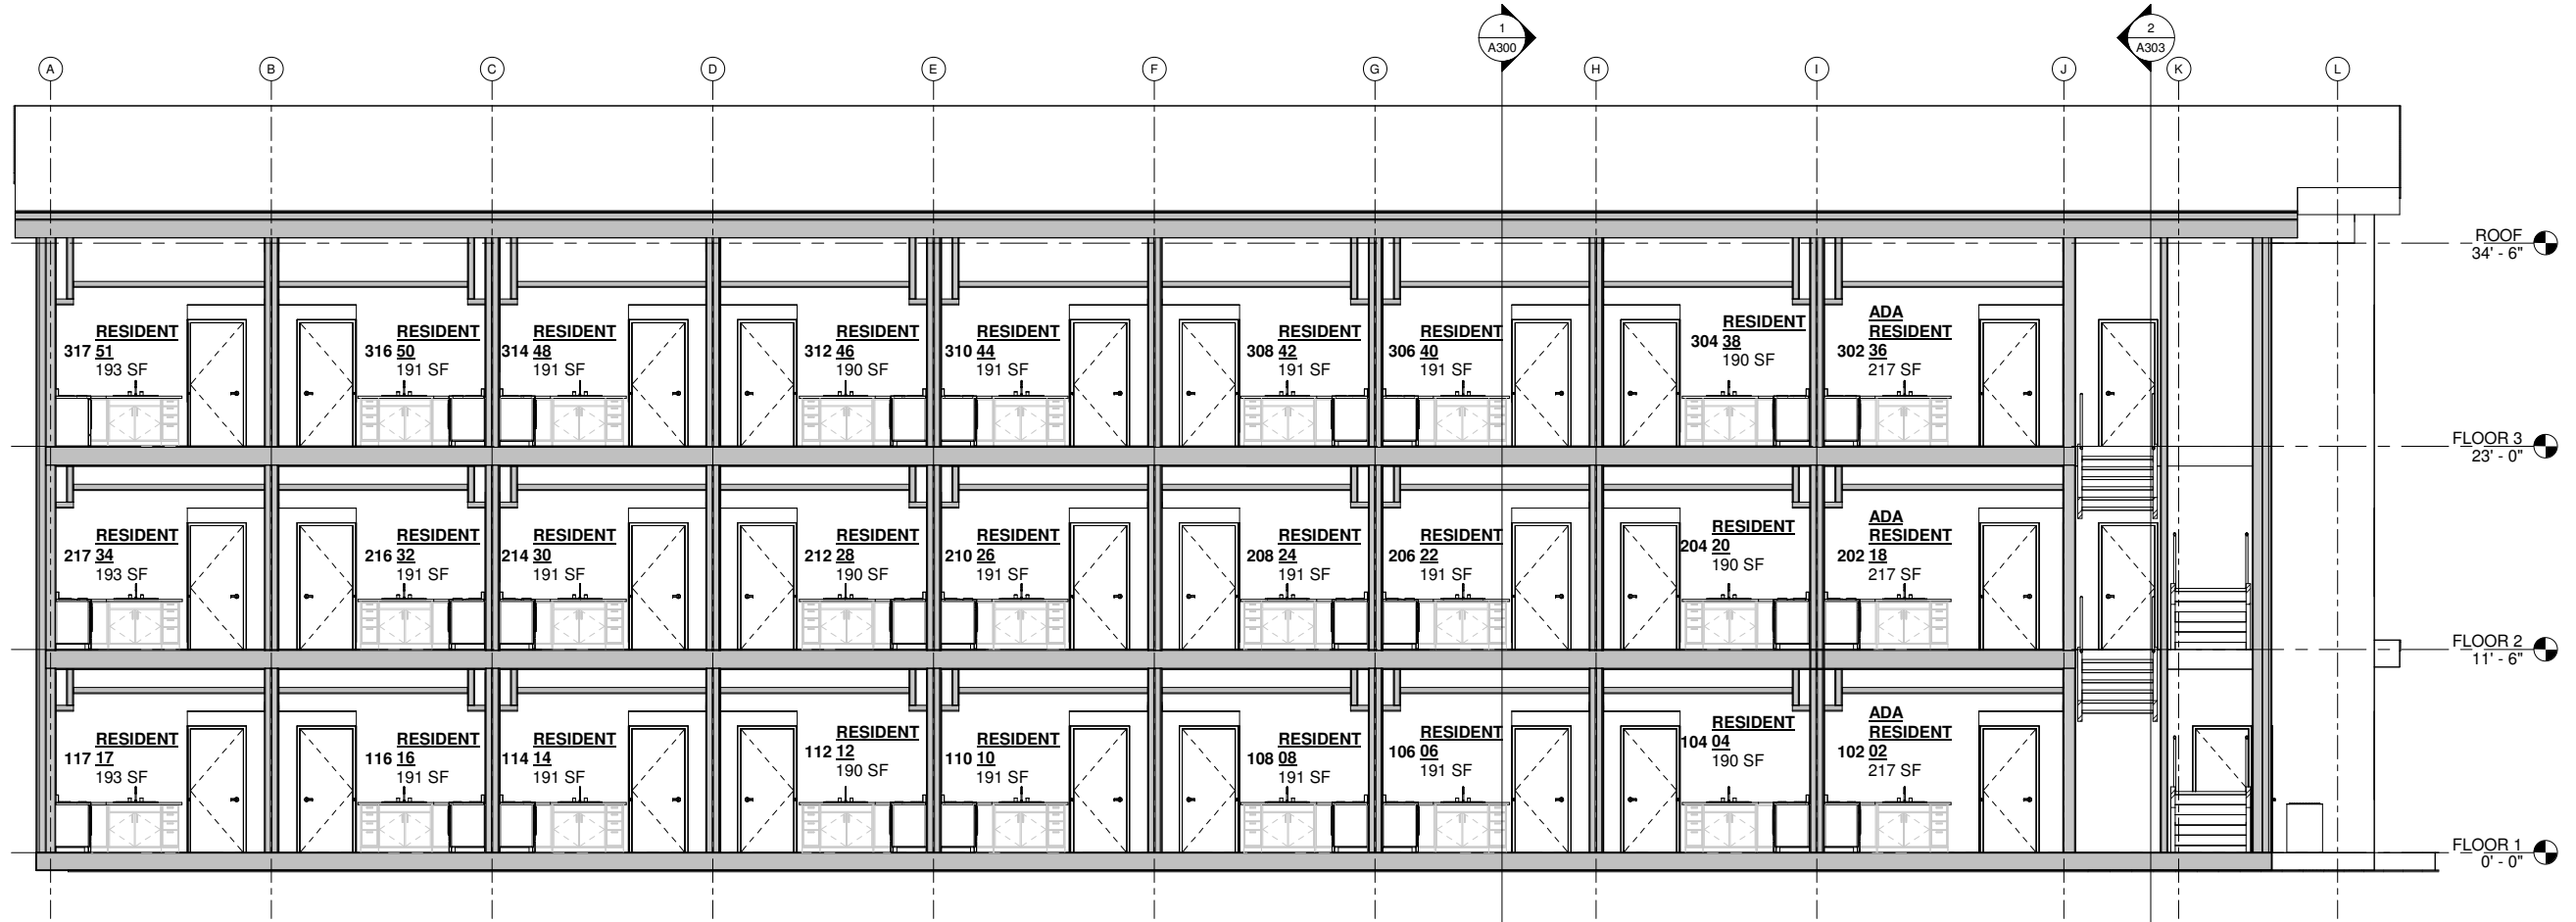 1
A300
2
A303
A
B
C
D
E
F
G
H
I
J
K
L
ROOF
34' - 6"
RESIDENT
317 51
193 SF
RESIDENT
316 50
191 SF
RESIDENT
314 48
191 SF
RESIDENT
312 46
190 SF
RESIDENT
310 44
191 SF
RESIDENT
308 42
191 SF
RESIDENT
306 40
191 SF
RESIDENT
304 38
190 SF
ADA
RESIDENT
302 36
217 SF
FLOOR 3
23' - 0"
RESIDENT
217 34
193 SF
RESIDENT
216 32
191 SF
RESIDENT
214 30
191 SF
RESIDENT
212 28
190 SF
RESIDENT
210 26
191 SF
RESIDENT
208 24
191 SF
RESIDENT
206 22
191 SF
RESIDENT
204 20
190 SF
ADA
RESIDENT
202 18
217 SF
FLOOR 2
11' - 6"
RESIDENT
117 17
193 SF
RESIDENT
116 16
191 SF
RESIDENT
114 14
191 SF
RESIDENT
112 12
190 SF
RESIDENT
110 10
191 SF
RESIDENT
108 08
191 SF
RESIDENT
106 06
191 SF
RESIDENT
104 04
190 SF
ADA
RESIDENT
102 02
217 SF
FLOOR 1
0' - 0"